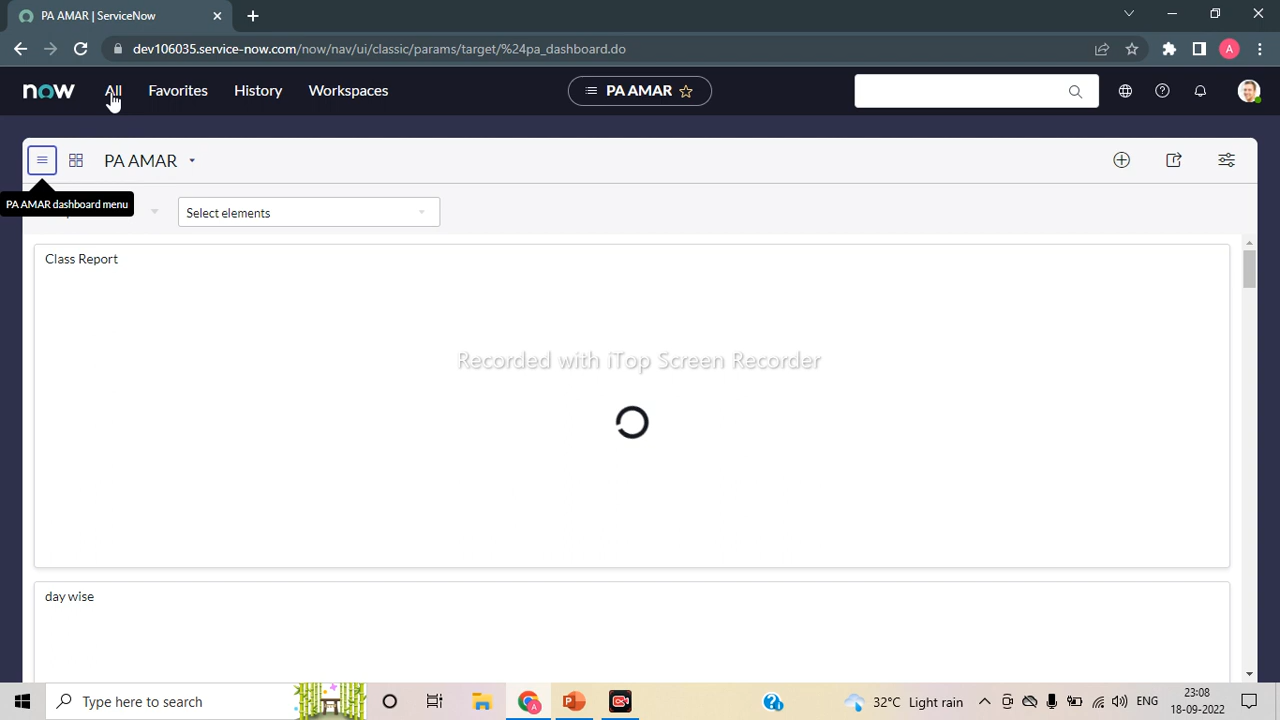 PA AMAR | ServiceNow
dev106035.service-now.com/now/nav/ui/classic/params/target/%24pa_dashboard.do
A
now All Favorites History Workspaces PA AMAR
PA AMAR
PA AMAR dashboard menu
Select elements
Class Report
Recorded with iTop Screen Recorder
day wise
Type here to search
32°C Light rain
ENG
23:08
18-09-2022